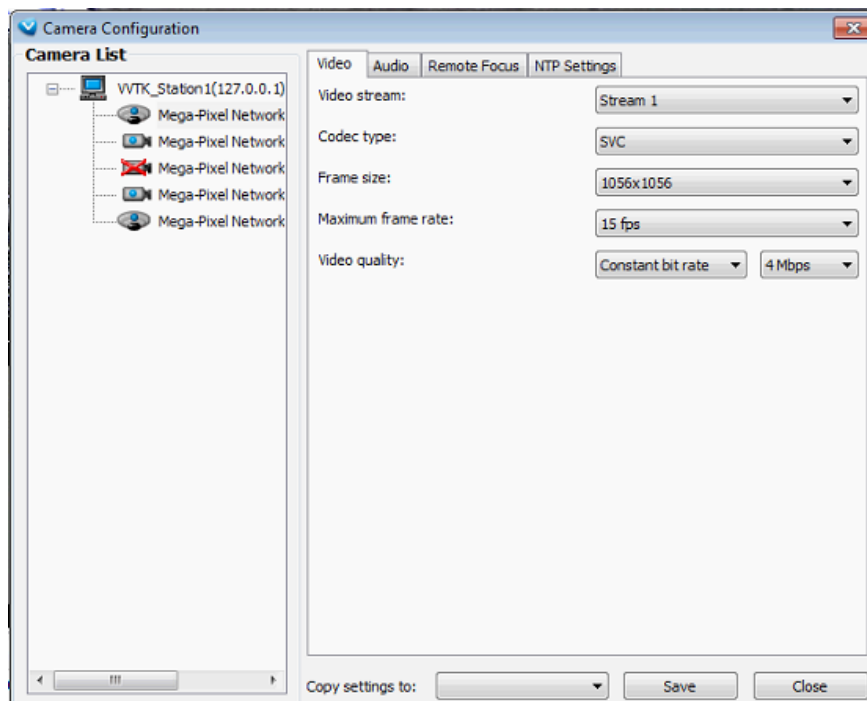 Camera Configuration
Camera List
VVTK_Station1(127.0.0.1)
Mega-Pixel Network
Mega-Pixel Network
Mega-Pixel Network
Mega-Pixel Network
Mega-Pixel Network
Video
Audio
Remote Focus
NTP Settings
Video stream:
Stream 1
Codec type:
SVC
Frame size:
1056x1056
Maximum frame rate:
15 fps
Video quality:
Constant bit rate
4 Mbps
Copy settings to:
Save
Close